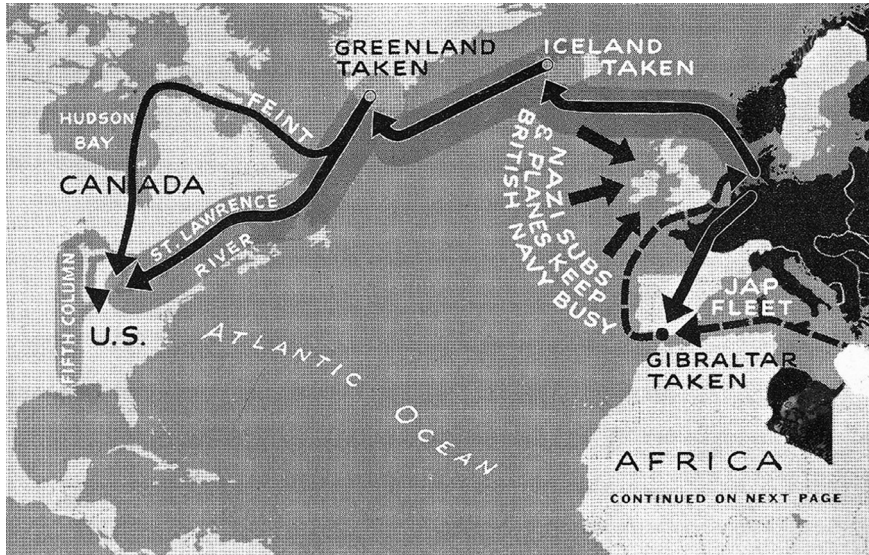 GREENLAND
TAKEN
ICELAND
TAKEN
HUDSON
BAY
FEINT
CANADA
ST. LAWRENCE
RIVER
NAZI SUBS
& PLANES KEEP
BRITISH NAVY BUSY
FIFTH COLUMN
U.S.
JAP
FLEET
ATLANTIC OCEAN
GIBRALTAR
TAKEN
AFRICA
CONTINUED ON NEXT PAGE